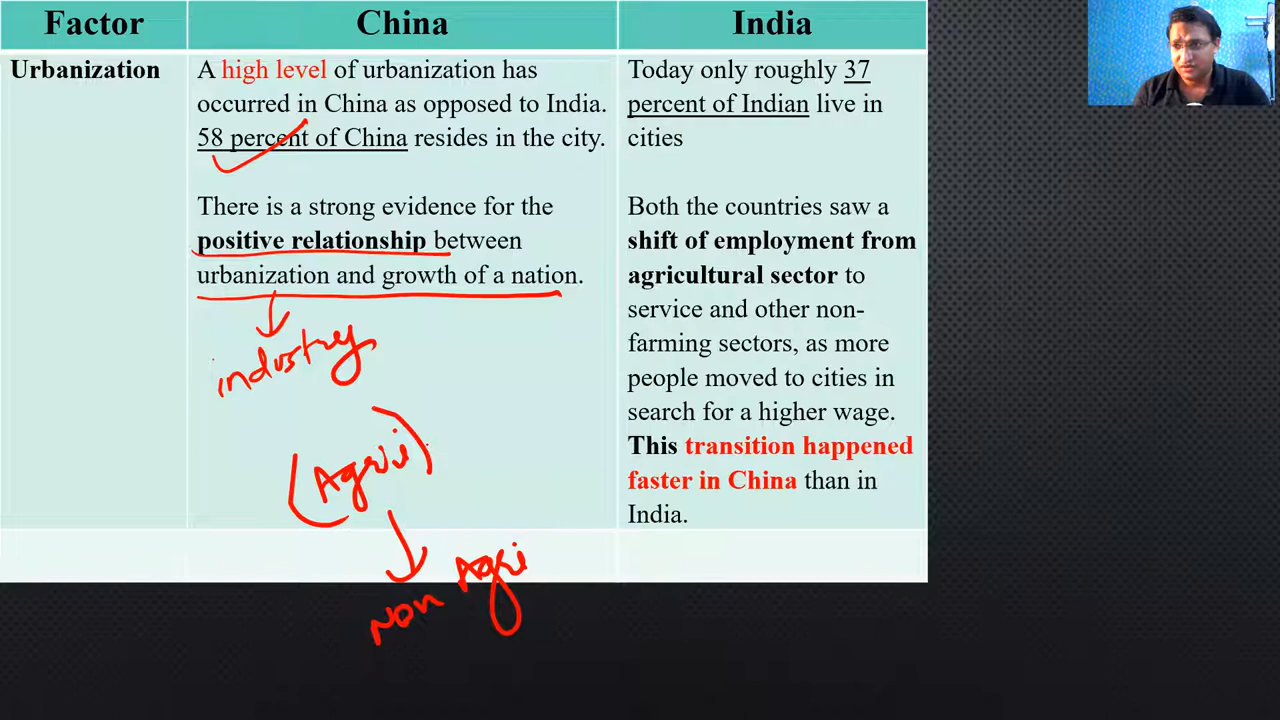 Factor China India
Urbanization
A high level of urbanization has
occurred in China as opposed to India.
58 percent of China resides in the city.
There is a strong evidence for the
positive relationship between
urbanization and growth of a nation.
industry
(Agri)
Non Agri
Today only roughly 37
percent of Indian live in
cities
Both the countries saw a
shift of employment from
agricultural sector to
service and other non-
farming sectors, as more
people moved to cities in
search for a higher wage.
This transition happened
faster in China than in
India.